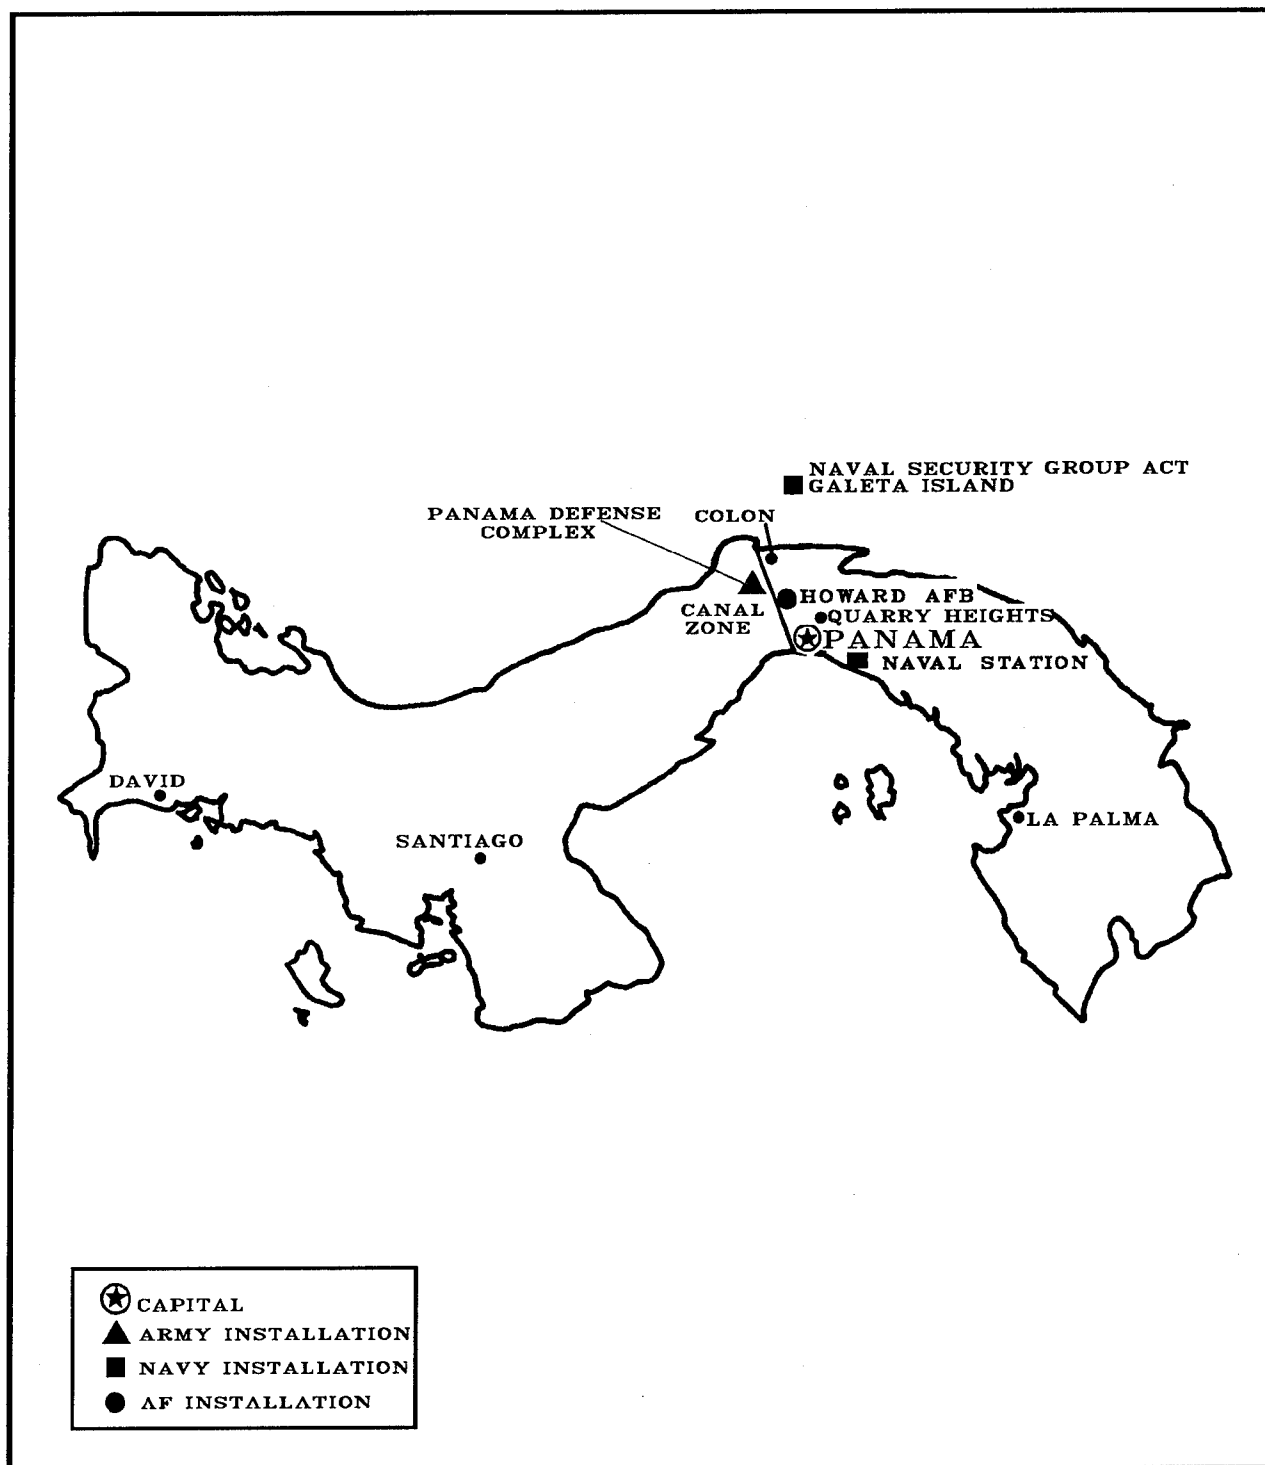 NAVAL SECURITY GROUP ACT
GALETA ISLAND
PANAMA DEFENSE
COMPLEX
COLON
HOWARD AFB
CANAL
ZONE
QUARRY HEIGHTS
PANAMA
NAVAL STATION
DAVID
LA PALMA
SANTIAGO
CAPITAL
ARMY INSTALLATION
NAVY INSTALLATION
AF INSTALLATION